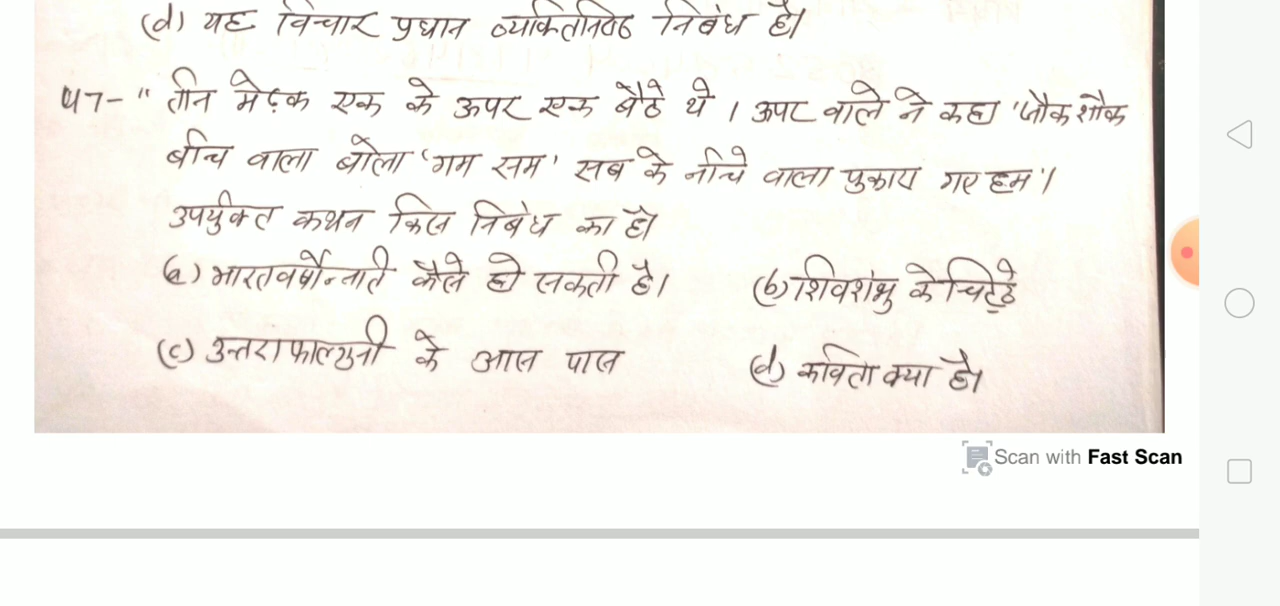 (d) यह विचार प्रधान व्यक्तिनिष्ठ निबंध है।
47- " तीन मेढ़क एक के ऊपर एक बैठे थे । ऊपर वाले ने कहा 'जौक शौक
बीच वाला बोला 'गम सम' सब के नीचे वाला पुकारा गए हम'।
उपर्युक्त कथन किस निबंध का है।
(a) भारतवर्षोन्नति कैसे हो सकती है। (b) शिवशंभु के चिट्ठे
(c) उत्तराफाल्गुनी के आस पास (d) कविता क्या है।
Scan with Fast Scan